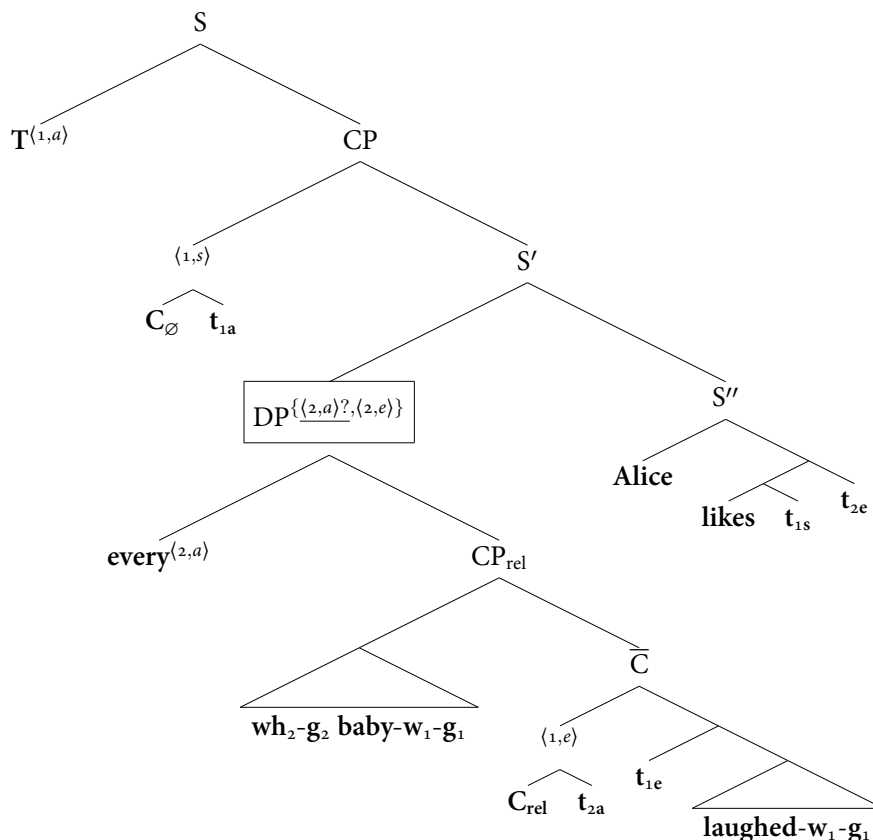 S
T⟨1,a⟩ CP
⟨1,s⟩ S′
C∅ t1a
DP{⟨2,a⟩?,⟨2,e⟩} S′′
Alice
likes t1s t2e
every⟨2,a⟩ CPrel
C̅
wh2-g2 baby-w1-g1 ⟨1,e⟩
t1e
Crel t2a
laughed-w1-g1